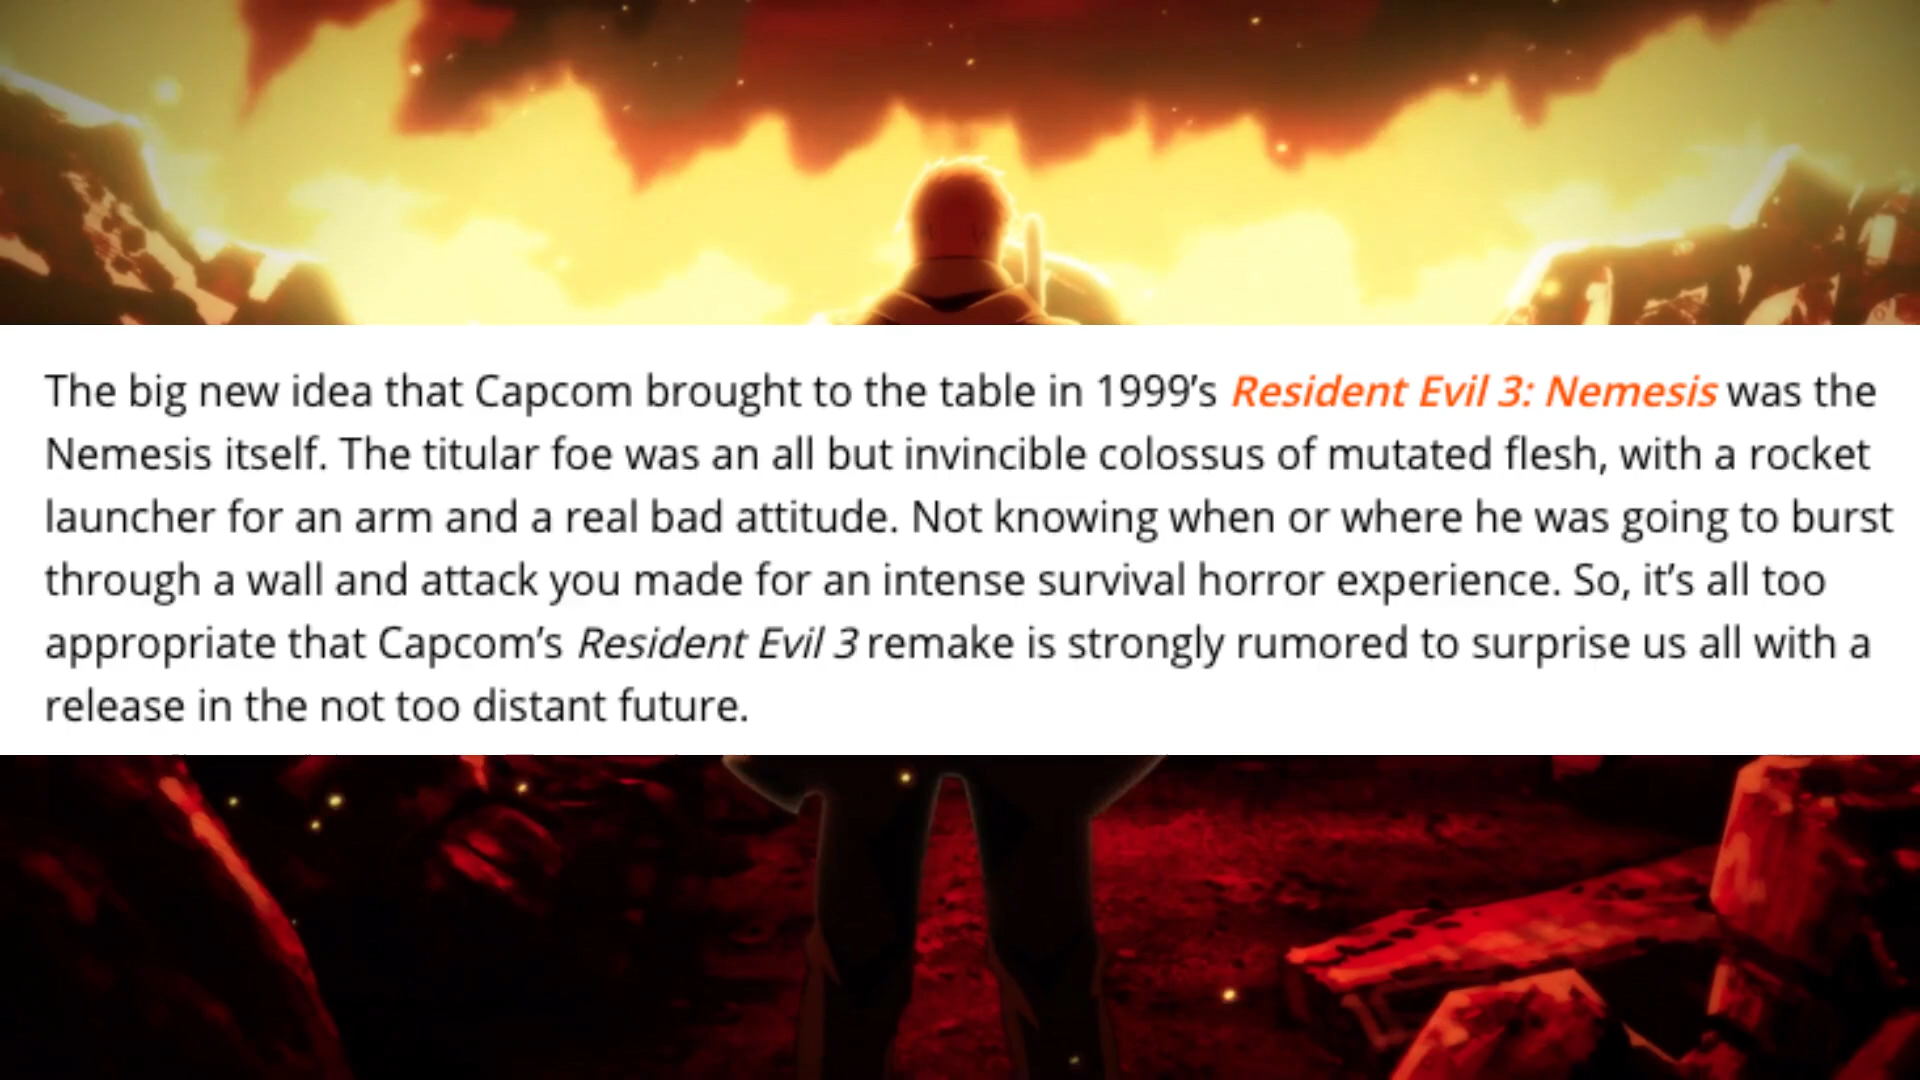 The big new idea that Capcom brought to the table in 1999’s Resident Evil 3: Nemesis was the
Nemesis itself. The titular foe was an all but invincible colossus of mutated flesh, with a rocket
launcher for an arm and a real bad attitude. Not knowing when or where he was going to burst
through a wall and attack you made for an intense survival horror experience. So, it’s all too
appropriate that Capcom’s Resident Evil 3 remake is strongly rumored to surprise us all with a
release in the not too distant future.